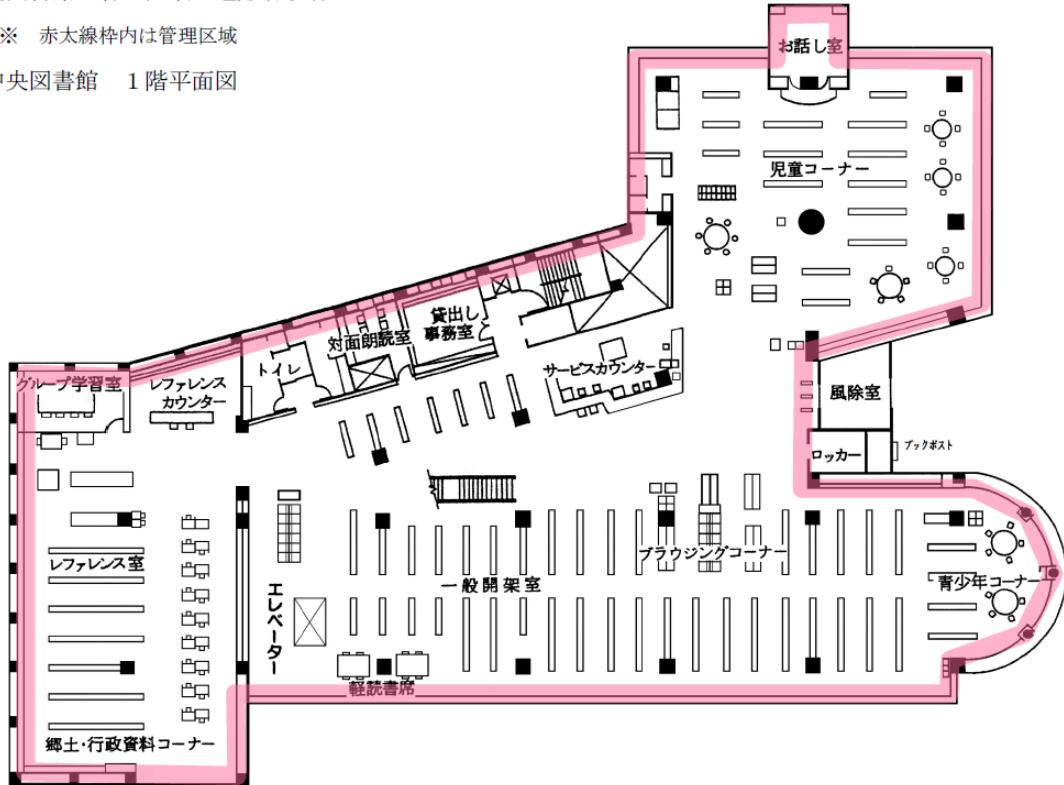 ※　赤太線枠内は管理区域
央図書館　１階平面図
お話し室
児童コーナー
貸出し
事務室
対面朗読室
トイレ
サービスカウンター
グループ学習室
レファレンス
カウンター
風除室
ロッカー
ブックポスト
レファレンス室
エレベーター
一般開架室
ブラウジングコーナー
青少年コーナー
軽読書席
郷土・行政資料コーナー